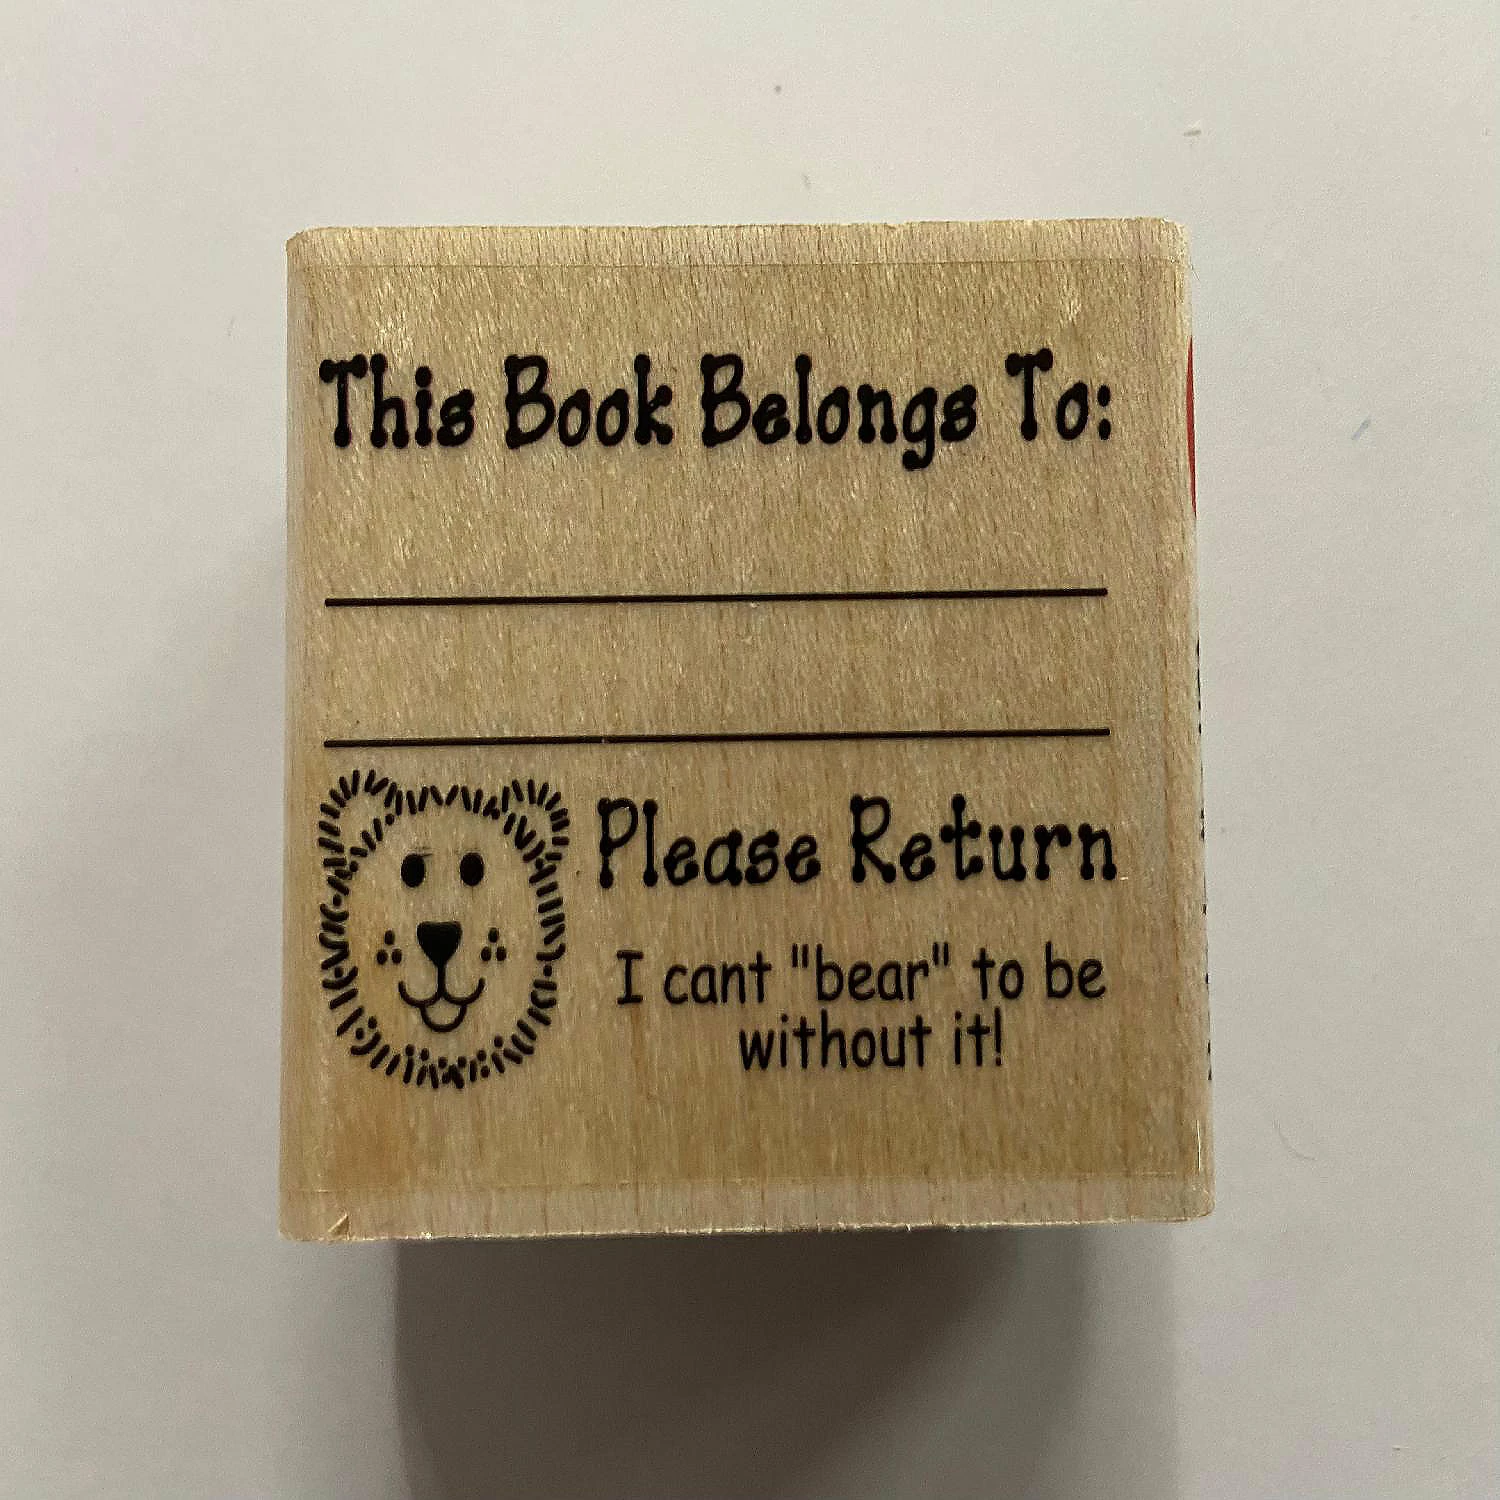 This Book Belongs To:
Please Return
I cant "bear" to be
without it!